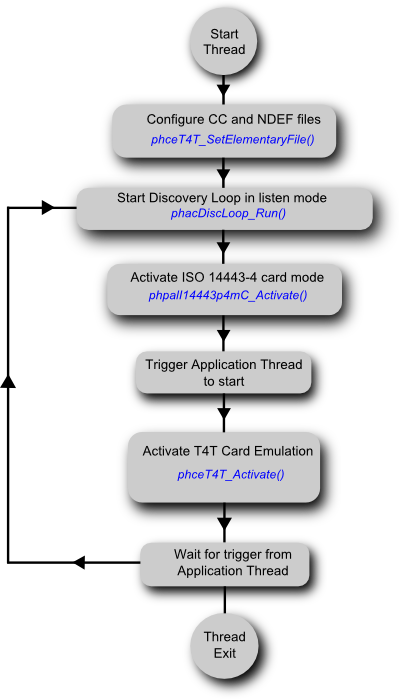 Start
Thread
Configure CC and NDEF files
phceT4T_SetElementaryFile()
Start Discovery Loop in listen mode
phacDiscLoop_Run()
Activate ISO 14443-4 card mode
phpalI14443p4mC_Activate()
Trigger Application Thread
to start
Activate T4T Card Emulation
phceT4T_Activate()
Wait for trigger from
Application Thread
Thread
Exit